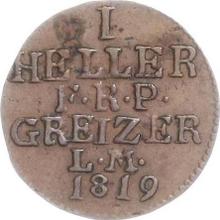 I
HELLER
F·R·P·
GREIZER
L·M·
1819